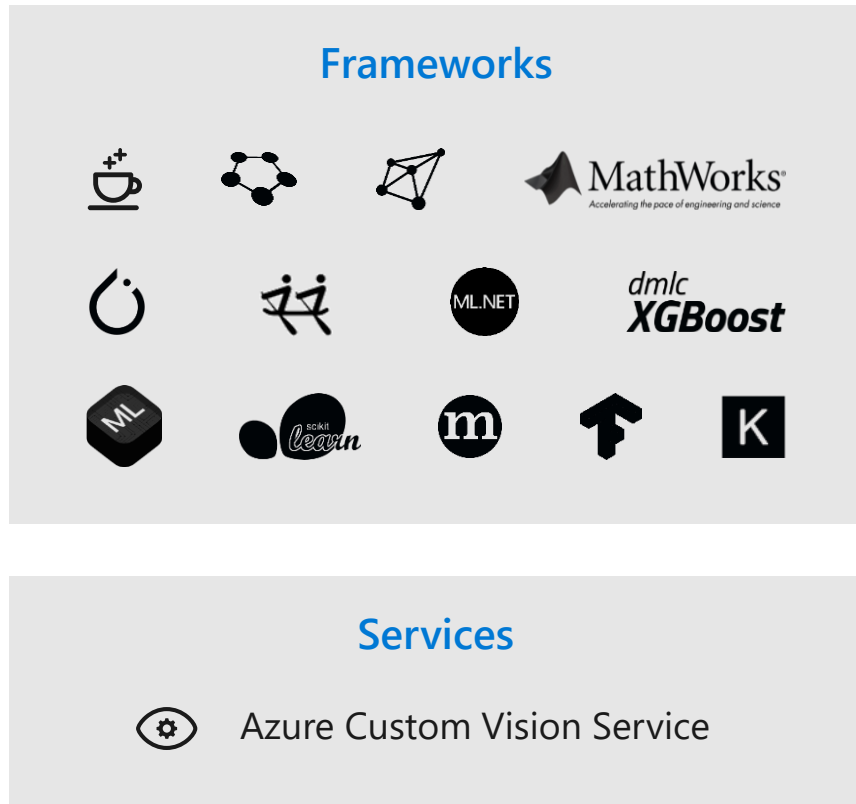 Frameworks
MathWorks®
Accelerating the pace of engineering and science
ML.NET
dmlc
XGBoost
ML
scikit
learn
m
K
Services
Azure Custom Vision Service